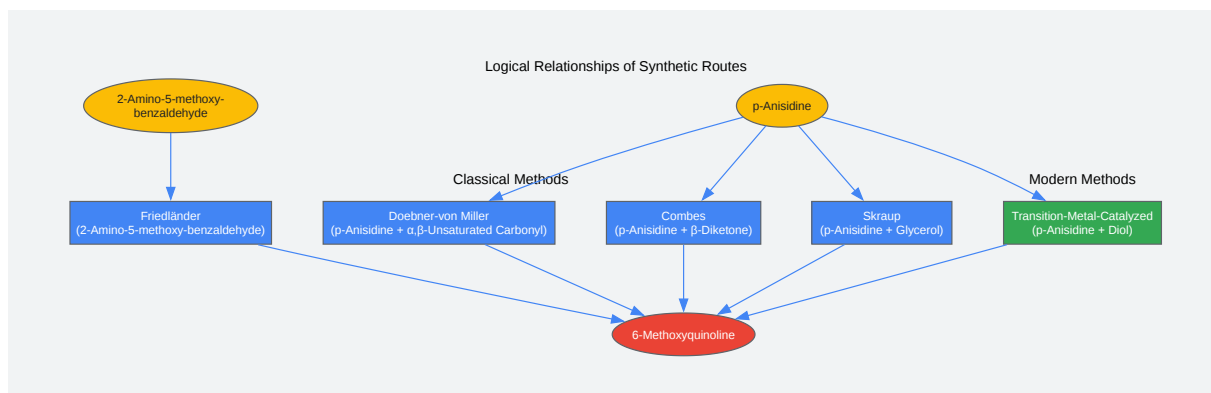 Logical Relationships of Synthetic Routes
2-Amino-5-methoxy-
benzaldehyde
p-Anisidine
Classical Methods
Modern Methods
Friedländer
(2-Amino-5-methoxy-benzaldehyde)
Doebner-von Miller
(p-Anisidine + α,β-Unsaturated Carbonyl)
Combes
(p-Anisidine + β-Diketone)
Skraup
(p-Anisidine + Glycerol)
Transition-Metal-Catalyzed
(p-Anisidine + Diol)
6-Methoxyquinoline